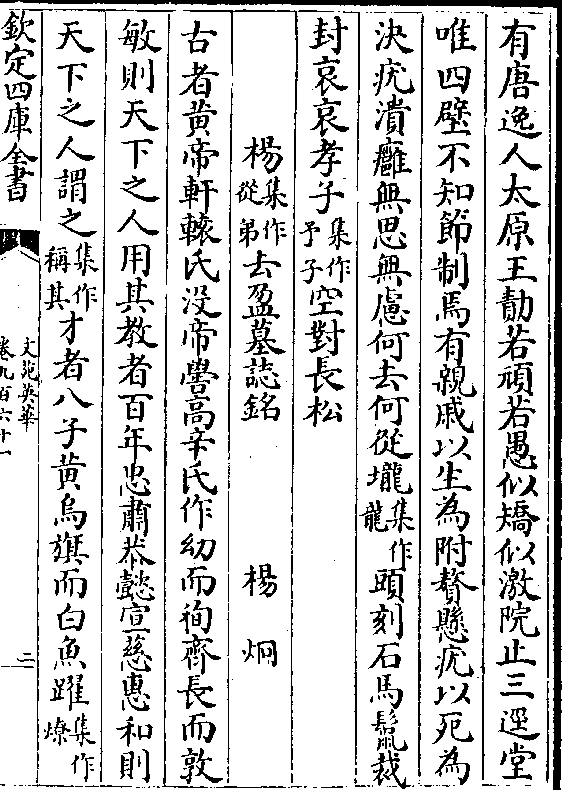 有唐逸人太原王勣若頑若愚似矯似激院止三逕堂
唯四壁不知節制焉有親戚以生為附贅懸疣以死為
決疣潰癰無思無慮何去何從壠集作龍頭刻石馬鬛裁
封哀哀孝子集作予子空對長松
楊集作從弟去盈墓誌銘　楊炯
古者黄帝軒轅氏没帝嚳髙辛氏作幼而徇齊長而敦
敏則天下之人用其教者百年忠肅恭懿宣慈惠和則
天下之人謂之集作稱其才者八子黄鳥旗而白魚躍集作燎
欽定四庫全書
文苑英華
卷九百六十一
二